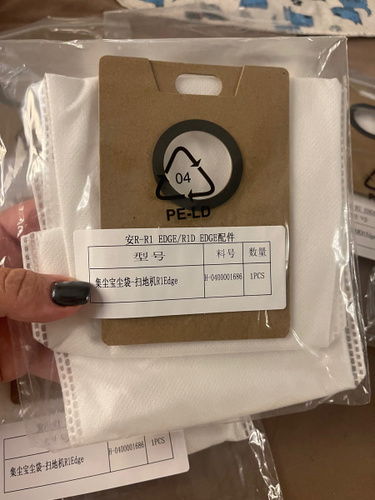 04
PE-LD
安R-R1 EDGE/R1D EDGE配件
型号 料号 数量
集尘宝尘袋-扫地机R1Edge H-0400001686 1PCS
集尘宝尘袋-扫地机R1Edge H-0400001686 1PCS